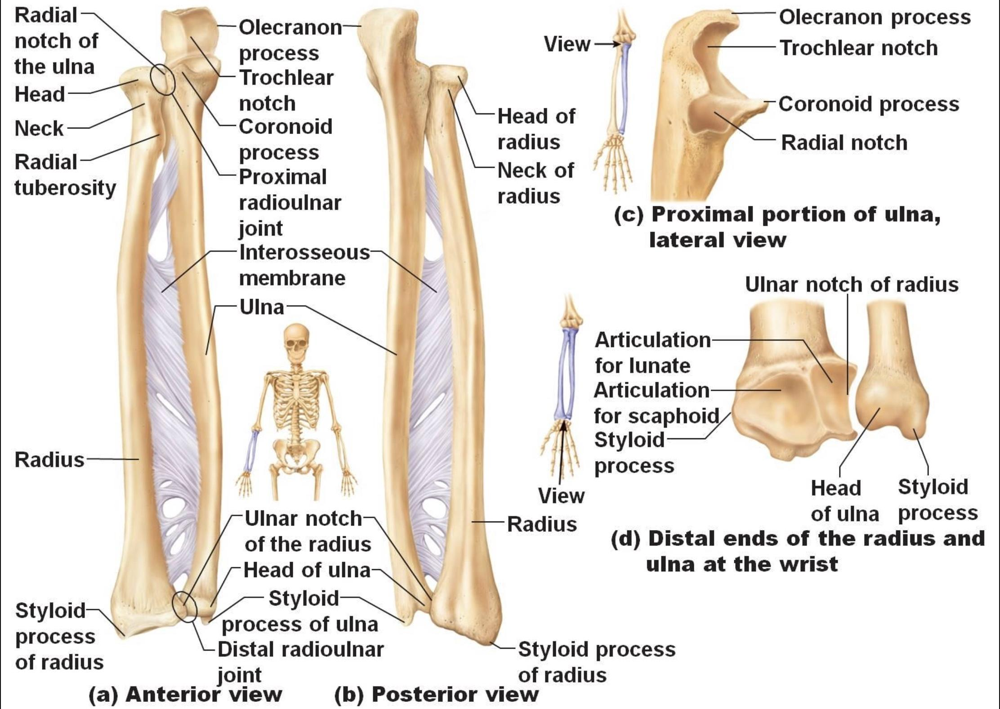 Radial
notch of
the ulna
Head
Neck
Radial
tuberosity
Olecranon
process
Trochlear
notch
Coronoid
process
Proximal
radioulnar
joint
Interosseous
membrane
Ulna
Head of
radius
Neck of
radius
Radius
Ulnar notch
of the radius
Head of ulna
Styloid
process of ulna
Distal radioulnar
joint
Styloid
process
of radius
Radius
Styloid process
of radius
(a) Anterior view
(b) Posterior view
View
Olecranon process
Trochlear notch
Coronoid process
Radial notch
(c) Proximal portion of ulna,
lateral view
Ulnar notch of radius
Articulation
for lunate
Articulation
for scaphoid
Styloid
process
View
Head
of ulna
Styloid
process
(d) Distal ends of the radius and
ulna at the wrist